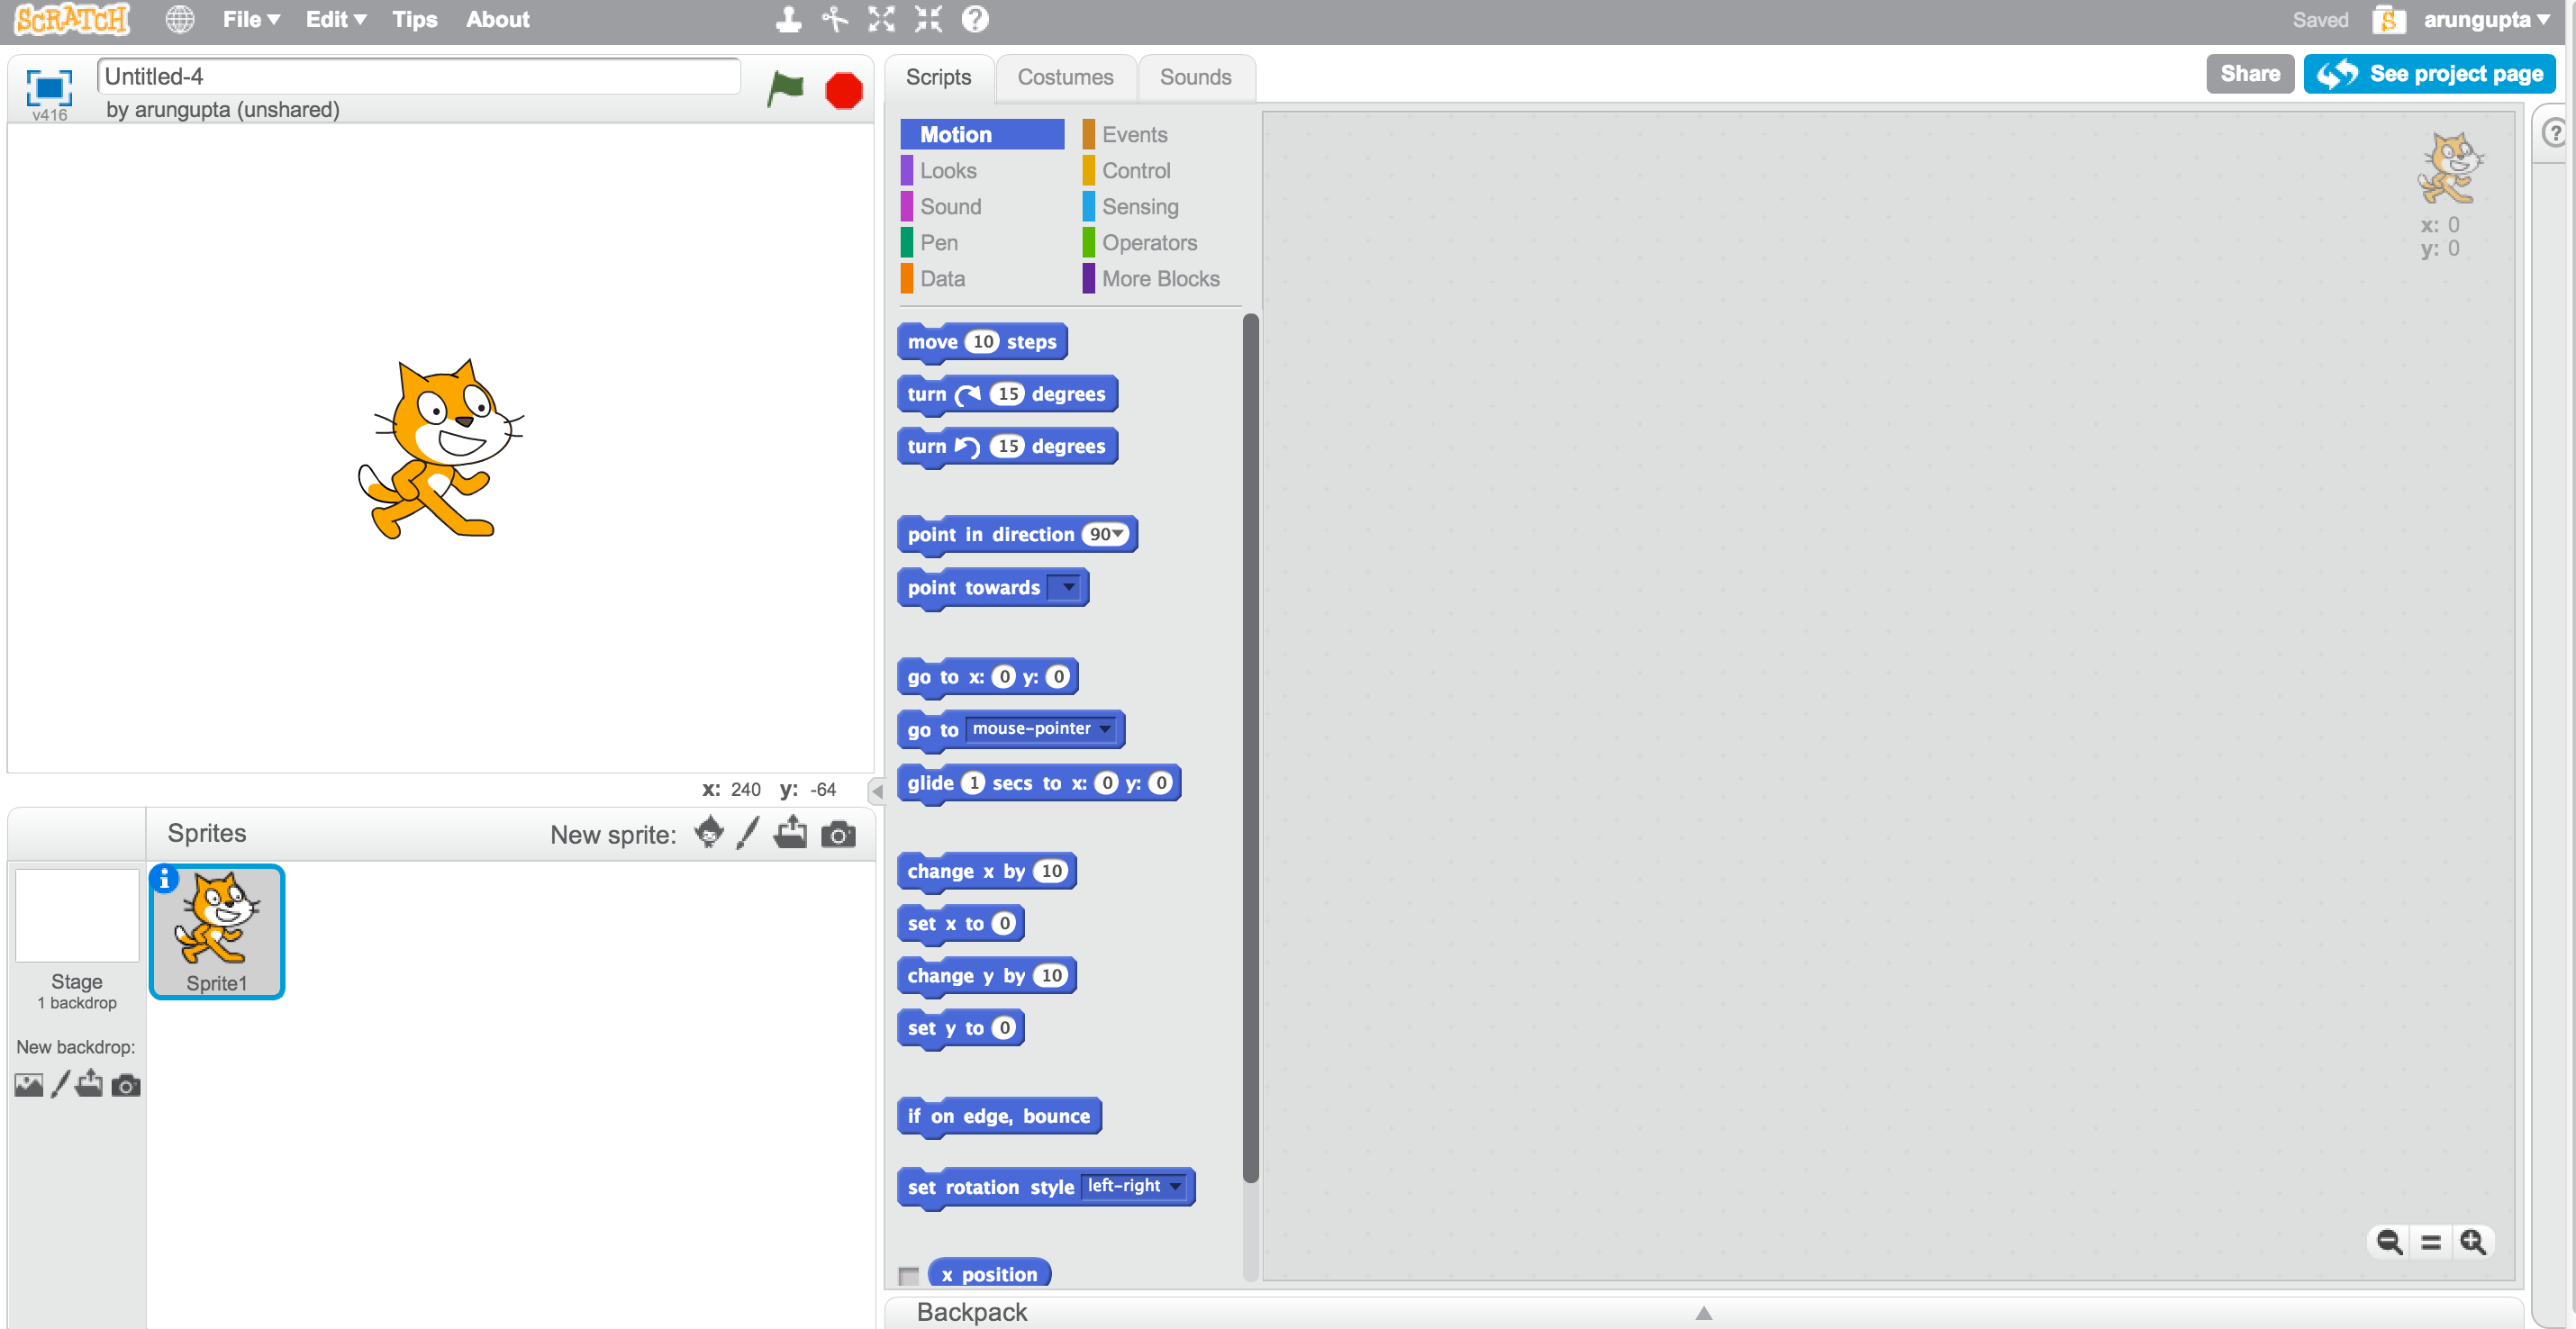 SCRATCH File Edit Tips About Saved S arungupta
Untitled-4
v416 by arungupta (unshared)
Scripts Costumes Sounds Share See project page
Motion Events
Looks Control
Sound Sensing
Pen Operators
Data More Blocks
x: 0
y: 0
move 10 steps
turn 15 degrees
turn 15 degrees
point in direction 90
point towards
go to x: 0 y: 0
go to mouse-pointer
glide 1 secs to x: 0 y: 0
change x by 10
set x to 0
change y by 10
set y to 0
if on edge, bounce
set rotation style left-right
x position
x: 240 y: -64
Sprites New sprite:
Sprite1
Stage
1 backdrop
New backdrop:
Backpack